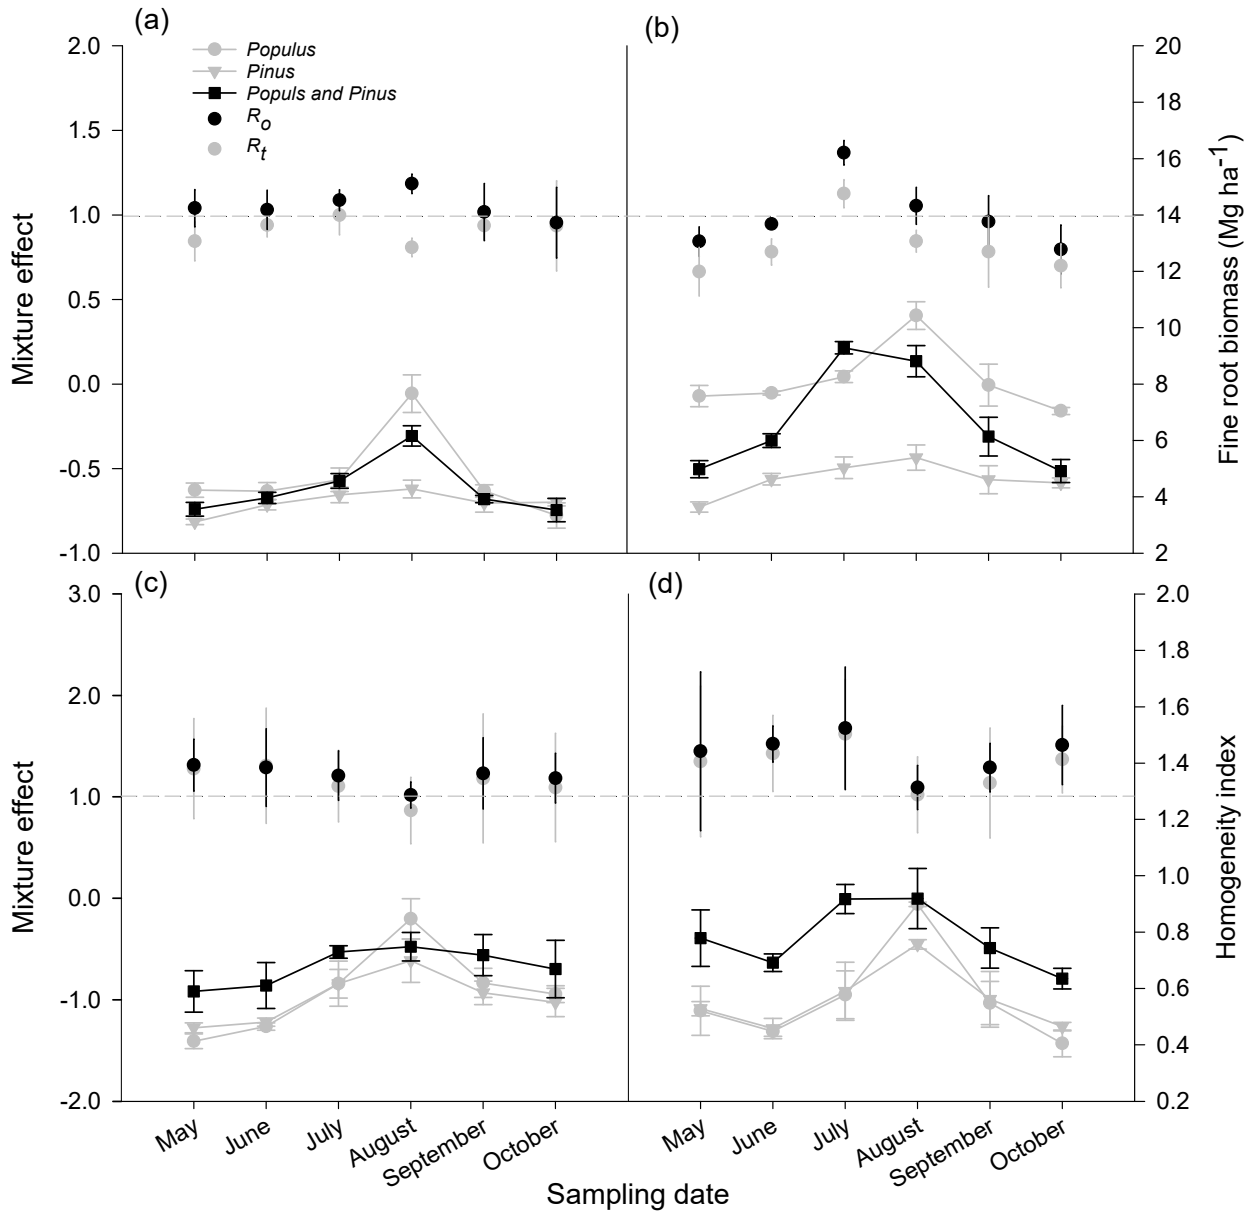 (a)
(b)
Populus
Pinus
Populs and Pinus
Ro
Rt
2.0
1.5
1.0
0.5
0.0
-0.5
-1.0
Mixture effect
20
18
16
14
12
10
8
6
4
2
Fine root biomass (Mg ha-1)
(c)
(d)
3.0
2.0
1.0
0.0
-1.0
-2.0
Mixture effect
2.0
1.8
1.6
1.4
1.2
1.0
0.8
0.6
0.4
0.2
Homogeneity index
May
June
July
August
September
October
May
June
July
August
September
October
Sampling date